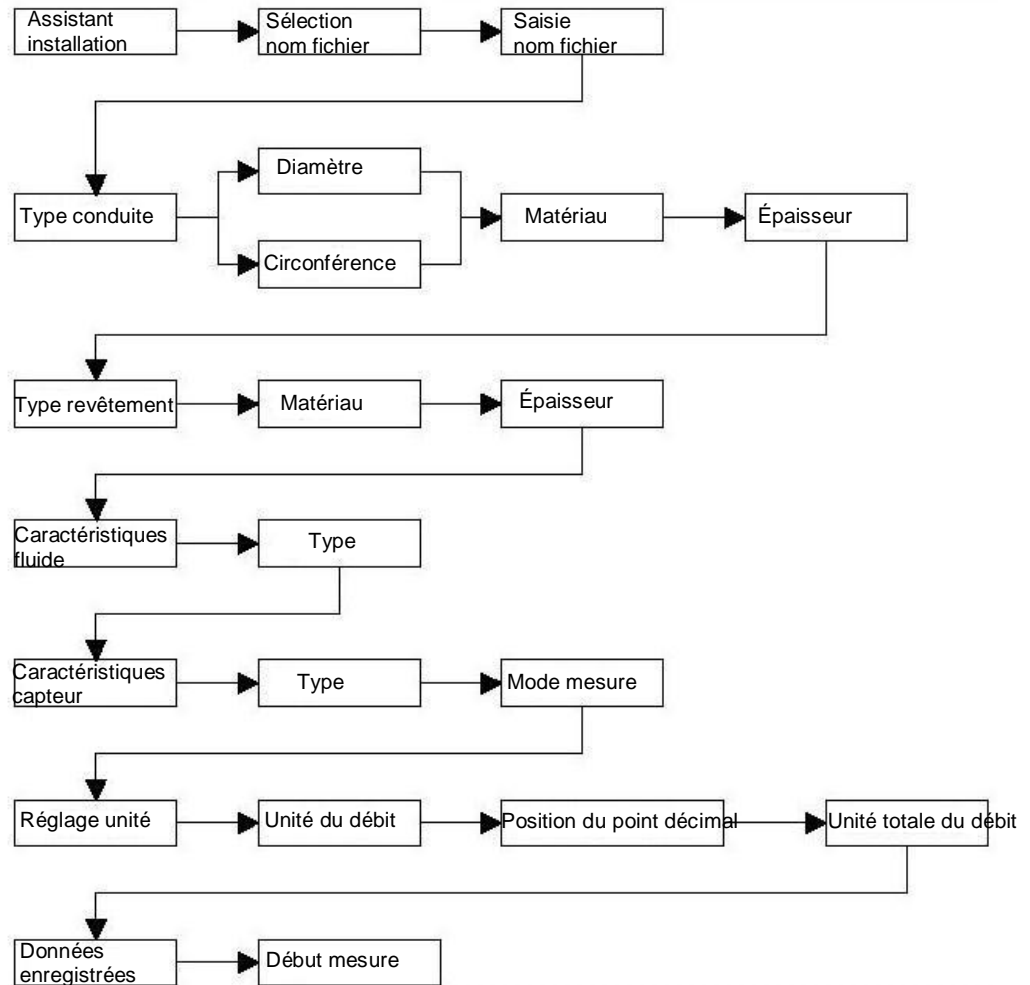 Assistant
installation
Sélection
nom fichier
Saisie
nom fichier
Type conduite
Diamètre
Circonférence
Matériau
Épaisseur
Type revêtement
Matériau
Épaisseur
Caractéristiques
fluide
Type
Caractéristiques
capteur
Type
Mode mesure
Réglage unité
Unité du débit
Position du point décimal
Unité totale du débit
Données
enregistrées
Début mesure